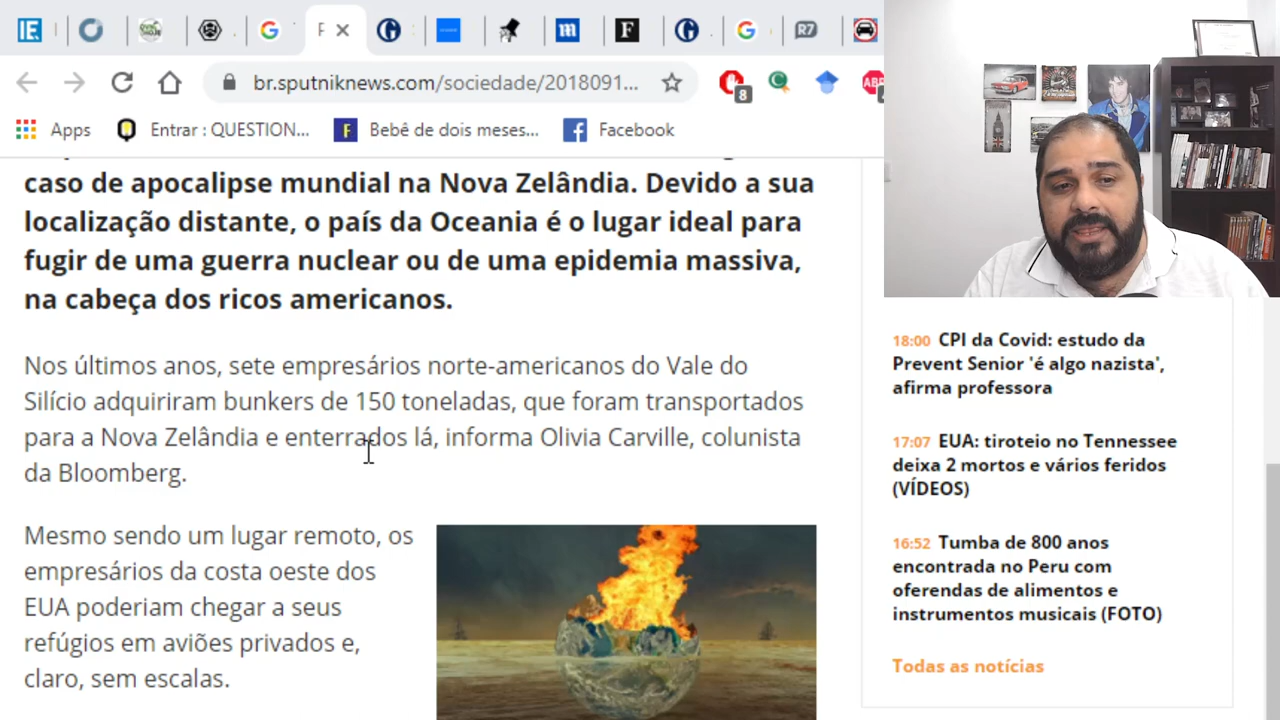 br.sputniknews.com/sociedade/2018091...
8
Apps
Entrar : QUESTION...
Bebê de dois meses...
Facebook
caso de apocalipse mundial na Nova Zelândia. Devido a sua
localização distante, o país da Oceania é o lugar ideal para
fugir de uma guerra nuclear ou de uma epidemia massiva,
na cabeça dos ricos americanos.
Nos últimos anos, sete empresários norte-americanos do Vale do
Silício adquiriram bunkers de 150 toneladas, que foram transportados
para a Nova Zelândia e enterrados lá, informa Olivia Carville, colunista
da Bloomberg.
Mesmo sendo um lugar remoto, os
empresários da costa oeste dos
EUA poderiam chegar a seus
refúgios em aviões privados e,
claro, sem escalas.
18:00 CPI da Covid: estudo da
Prevent Senior 'é algo nazista',
afirma professora
17:07 EUA: tiroteio no Tennessee
deixa 2 mortos e vários feridos
(VÍDEOS)
16:52 Tumba de 800 anos
encontrada no Peru com
oferendas de alimentos e
instrumentos musicais (FOTO)
Todas as notícias